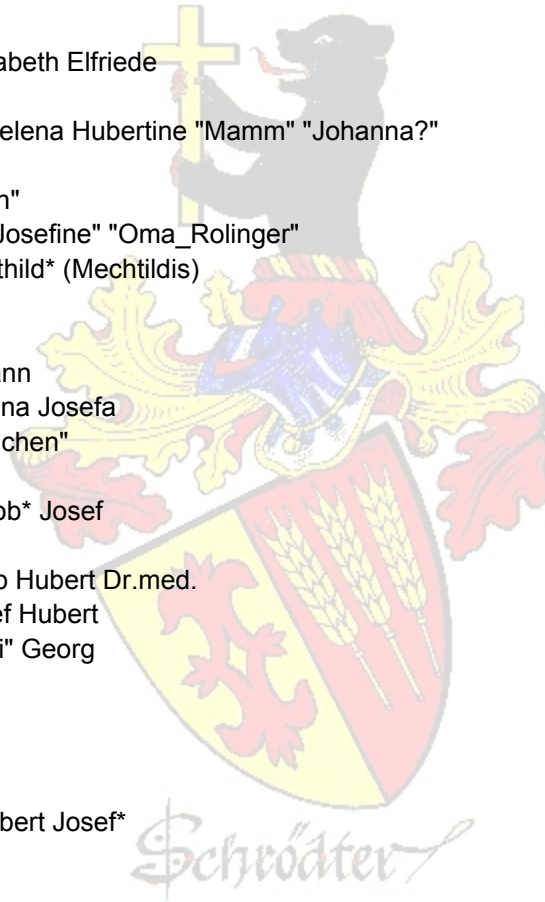 abeth Elfriede
elena Hubertine "Mamm" "Johanna?"
n"
Josefine" "Oma_Rolinger"
thild* (Mechtildis)
ann
na Josefa
chen"
ob* Josef
o Hubert Dr.med.
ef Hubert
i" Georg
bert Josef*
Schrödter